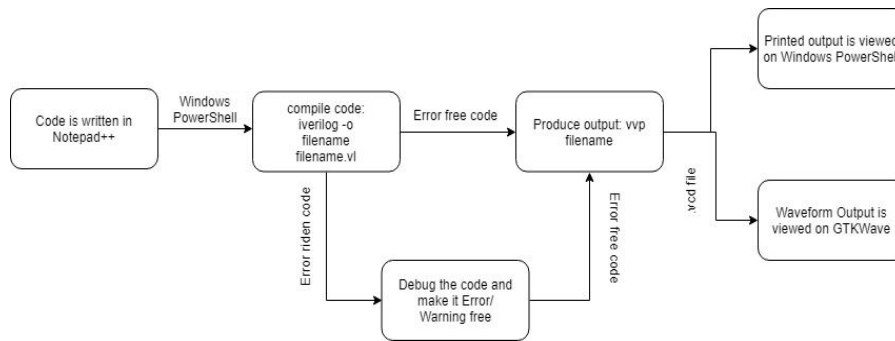 Code is written in
Notepad++
Windows
PowerShell
compile code:
iverilog -o
filename
filename.vl
Error free code
Produce output: vvp
filename
Printed output is viewed
on Windows PowerShell
.vcd file
Waveform Output is
viewed on GTKWave
Error riden code
Debug the code and
make it Error/
Warning free
Error free code